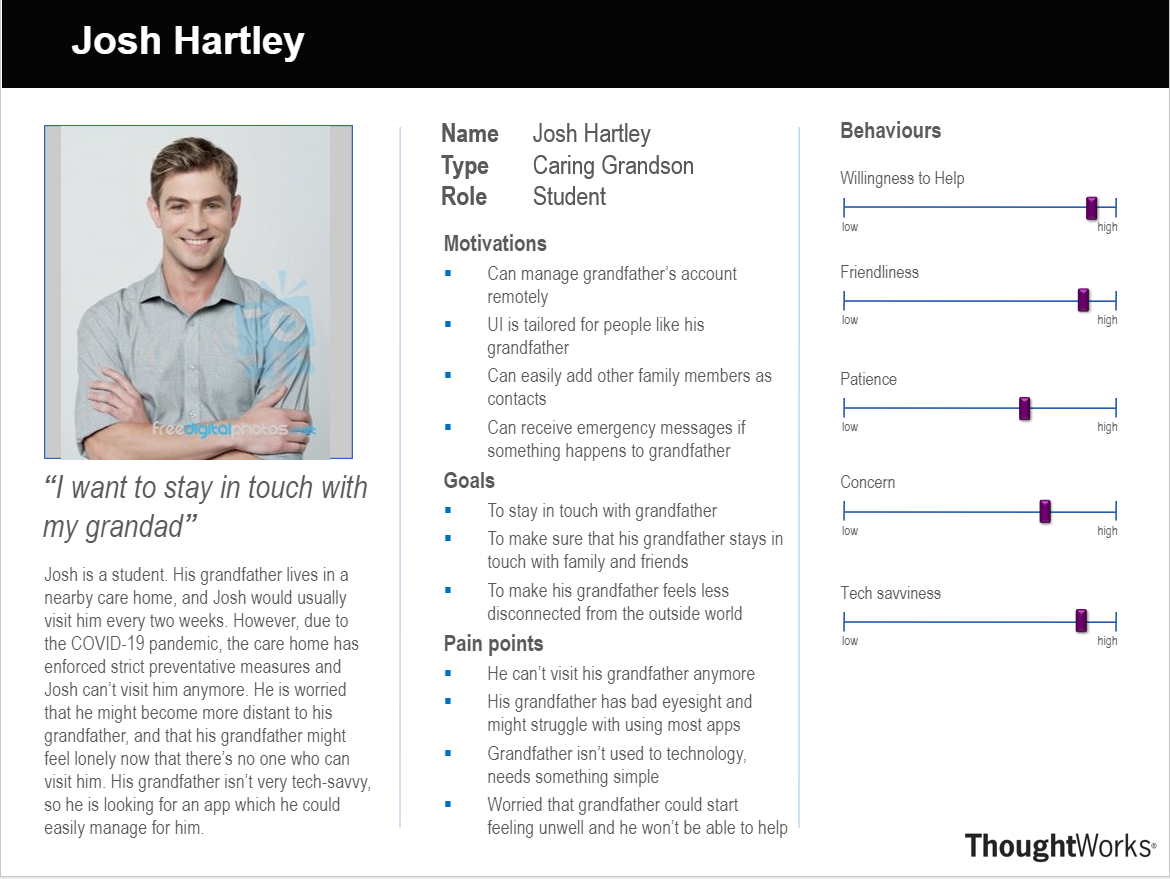 Josh Hartley
freedigitalphotos.net
“I want to stay in touch with
my grandad”
Josh is a student. His grandfather lives in a
nearby care home, and Josh would usually
visit him every two weeks. However, due to
the COVID-19 pandemic, the care home has
enforced strict preventative measures and
Josh can’t visit him anymore. He is worried
that he might become more distant to his
grandfather, and that his grandfather might
feel lonely now that there’s no one who can
visit him. His grandfather isn’t very tech-savvy,
so he is looking for an app which he could
easily manage for him.
Name Josh Hartley
Type Caring Grandson
Role Student
Motivations
▪ Can manage grandfather’s account
remotely
▪ UI is tailored for people like his
grandfather
▪ Can easily add other family members as
contacts
▪ Can receive emergency messages if
something happens to grandfather
Goals
▪ To stay in touch with grandfather
▪ To make sure that his grandfather stays in
touch with family and friends
▪ To make his grandfather feels less
disconnected from the outside world
Pain points
▪ He can’t visit his grandfather anymore
▪ His grandfather has bad eyesight and
might struggle with using most apps
▪ Grandfather isn’t used to technology,
needs something simple
▪ Worried that grandfather could start
feeling unwell and he won’t be able to help
Behaviours
Willingness to Help
low high
Friendliness
low high
Patience
low high
Concern
low high
Tech savviness
low high
ThoughtWorks®